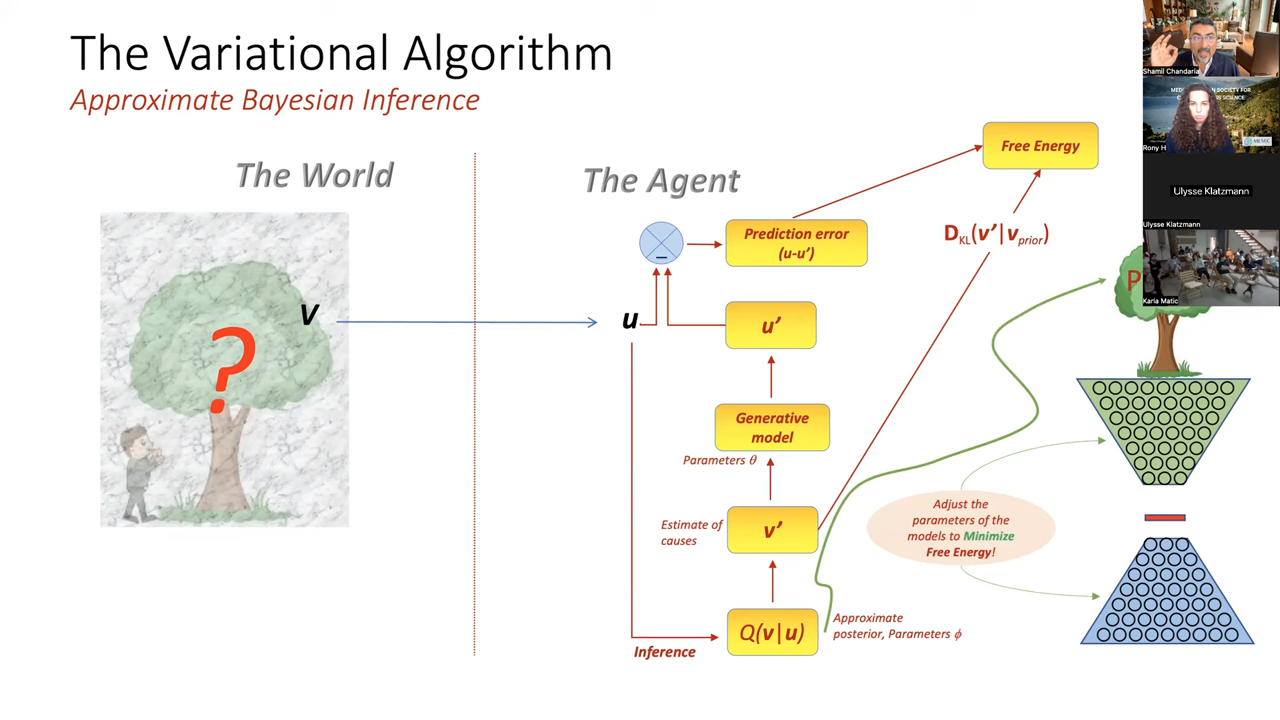 The Variational Algorithm
Approximate Bayesian Inference
The World
The Agent
?
v
u
Prediction error
(u-u’)
Free Energy
D_KL(v’|v_prior)
u’
Generative
model
Parameters θ
Estimate of
causes
v’
Q(v|u)
Inference
Approximate
posterior, Parameters ϕ
Adjust the
parameters of the
models to Minimize
Free Energy!
P
Shamil Chandaria
Rony H
Ulysse Klatzmann
Ulysse Klatzmann
Karla Matic